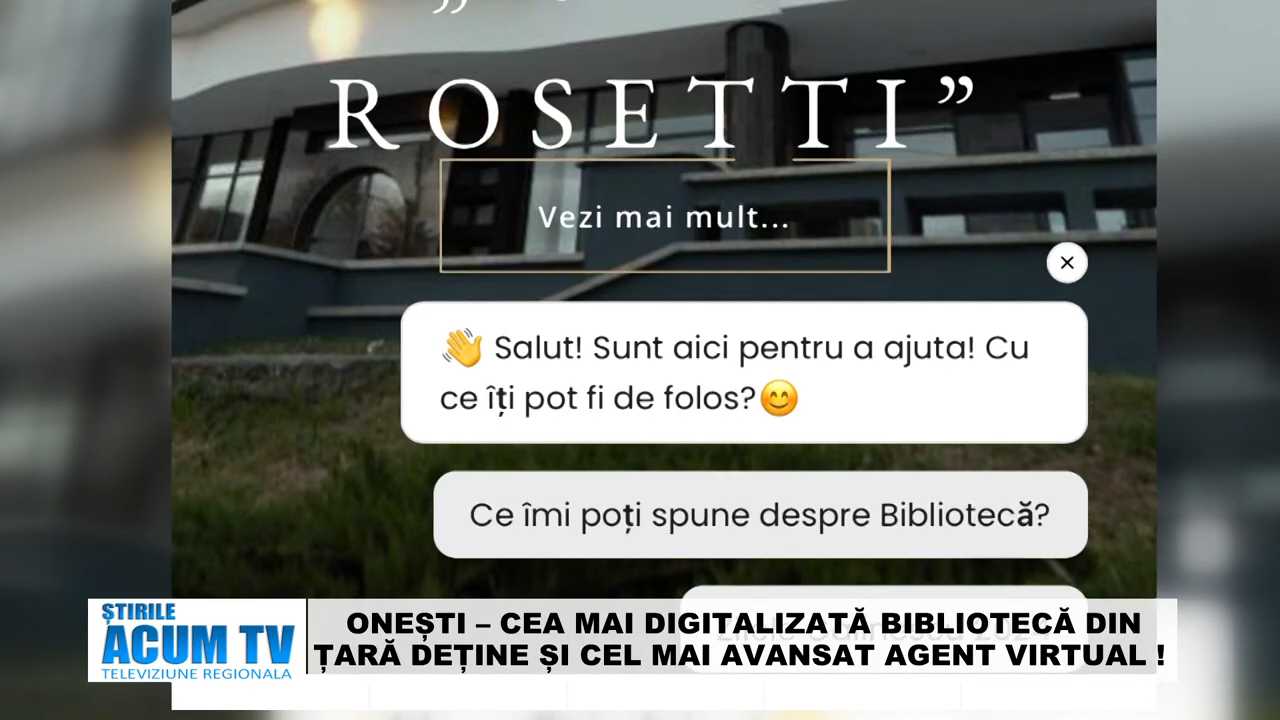 ROSETTI”
Vezi mai mult...
👋 Salut! Sunt aici pentru a ajuta! Cu
ce îți pot fi de folos?😊
Ce îmi poți spune despre Bibliotecă?
ȘTIRILE
ACUM TV
TELEVIZIUNE REGIONALA
ONEȘTI – CEA MAI DIGITALIZATĂ BIBLIOTECĂ DIN
ȚARĂ DEȚINE ȘI CEL MAI AVANSAT AGENT VIRTUAL !